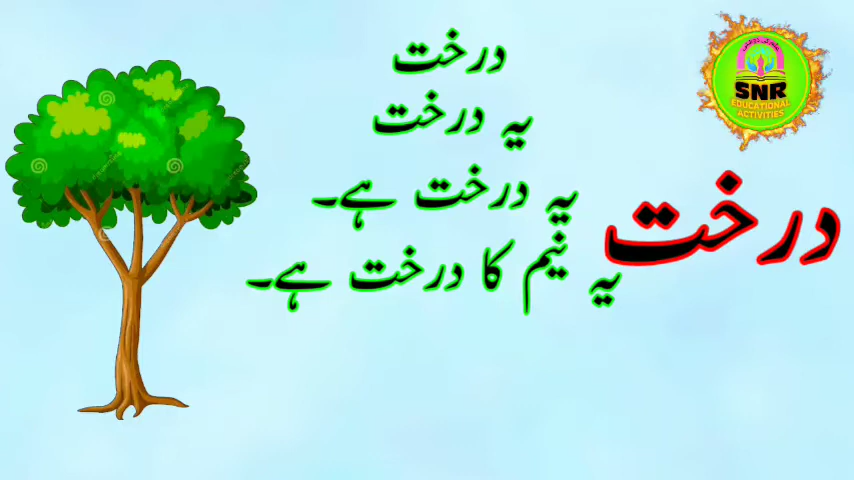 درخت
یہ درخت
یہ درخت ہے۔
یہ نیم کا درخت ہے۔
درخت
SNR
EDUCATIONAL
ACTIVITIES